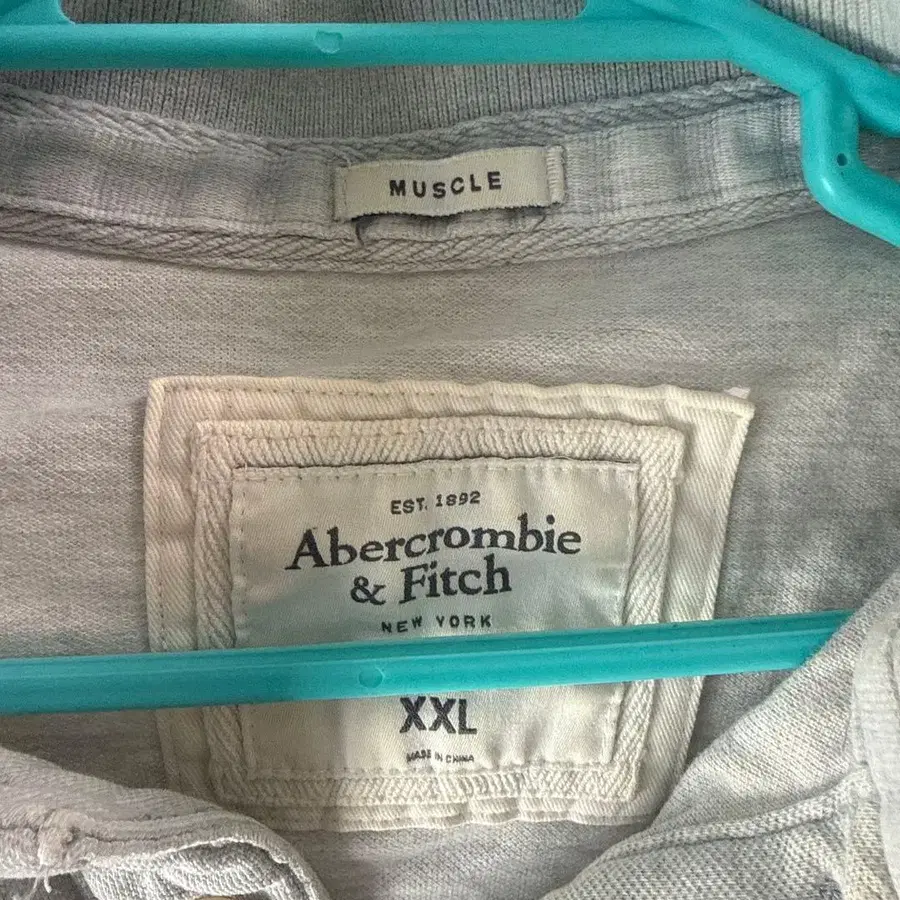 MUSCLE
EST. 1892
Abercrombie
& Fitch
NEW YORK
XXL
MADE IN CHINA